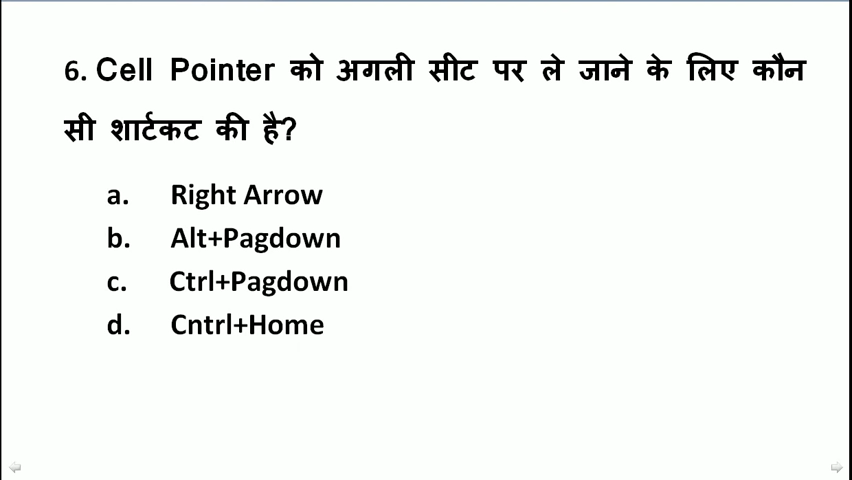 6. Cell Pointer को अगली सीट पर ले जाने के लिए कौन
सी शार्टकट की है?
a. Right Arrow
b. Alt+Pagdown
c. Ctrl+Pagdown
d. Cntrl+Home